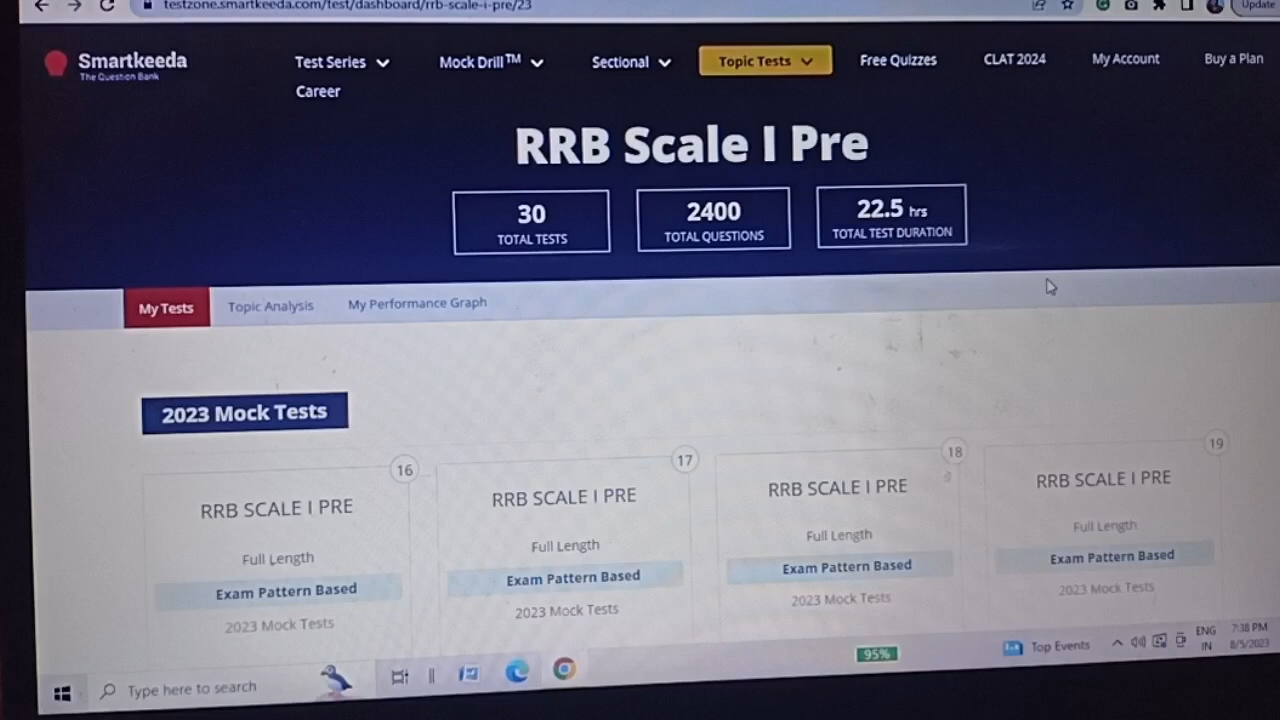 testzone.smartkeeda.com/test/dashboard/rrb-scale-i-pre/23
Update
Smartkeeda
The Question Bank
Test Series
Mock Drill™
Sectional
Topic Tests
Free Quizzes
CLAT 2024
My Account
Buy a Plan
Career
RRB Scale I Pre
30
TOTAL TESTS
2400
TOTAL QUESTIONS
22.5 hrs
TOTAL TEST DURATION
My Tests
Topic Analysis
My Performance Graph
2023 Mock Tests
16
RRB SCALE I PRE
Full Length
Exam Pattern Based
2023 Mock Tests
17
RRB SCALE I PRE
Full Length
Exam Pattern Based
2023 Mock Tests
18
RRB SCALE I PRE
Full Length
Exam Pattern Based
2023 Mock Tests
19
RRB SCALE I PRE
Full Length
Exam Pattern Based
2023 Mock Tests
95%
Type here to search
Top Events
ENG
IN
7:38 PM
8/5/2023